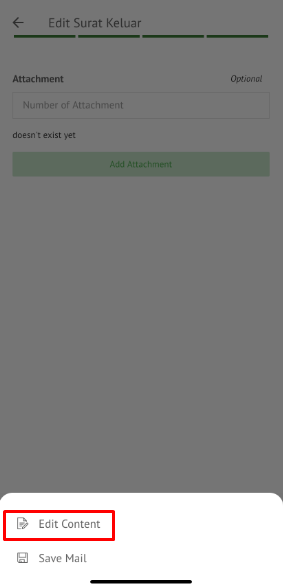 Edit Surat Keluar
Attachment Optional
Number of Attachment
doesn't exist yet
Add Attachment
Edit Content
Save Mail